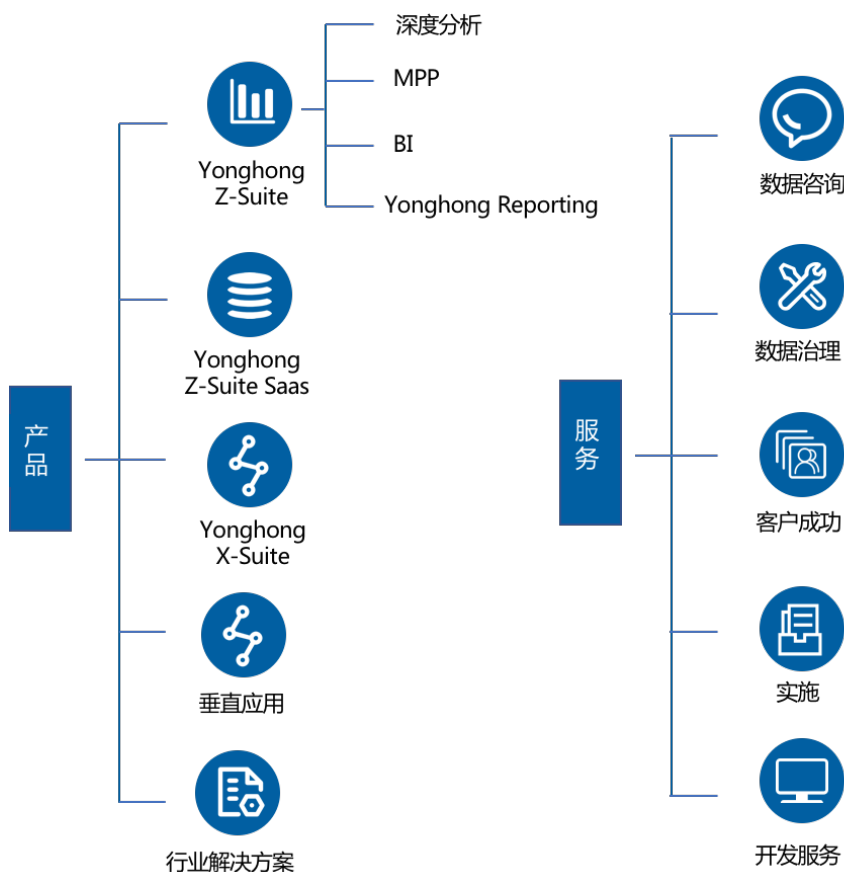 产
品
Yonghong
Z-Suite
深度分析
MPP
BI
Yonghong Reporting
Yonghong
Z-Suite Saas
Yonghong
X-Suite
垂直应用
行业解决方案
服
务
数据咨询
数据治理
客户成功
实施
开发服务